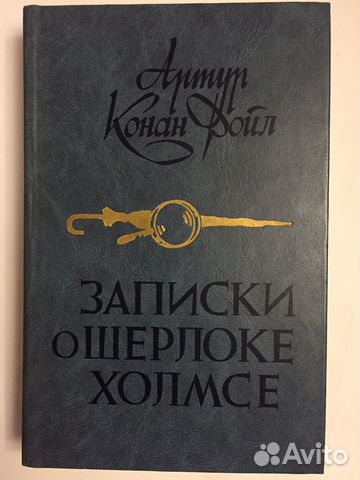 Артур
Конан Дойл
ЗАПИСКИ
О ШЕРЛОКЕ
ХОЛМСЕ
Avito